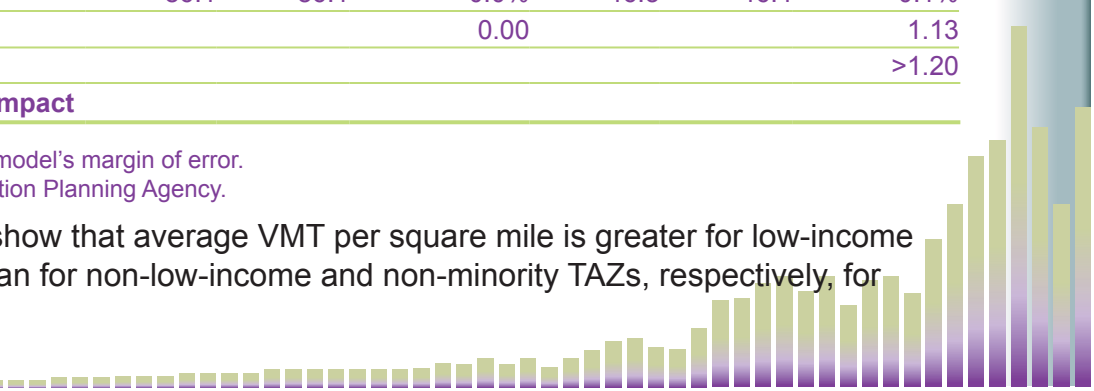 0.00 1.13
>1.20
mpact
model’s margin of error.
tion Planning Agency.
show that average VMT per square mile is greater for low-income
an for non-low-income and non-minority TAZs, respectively, for